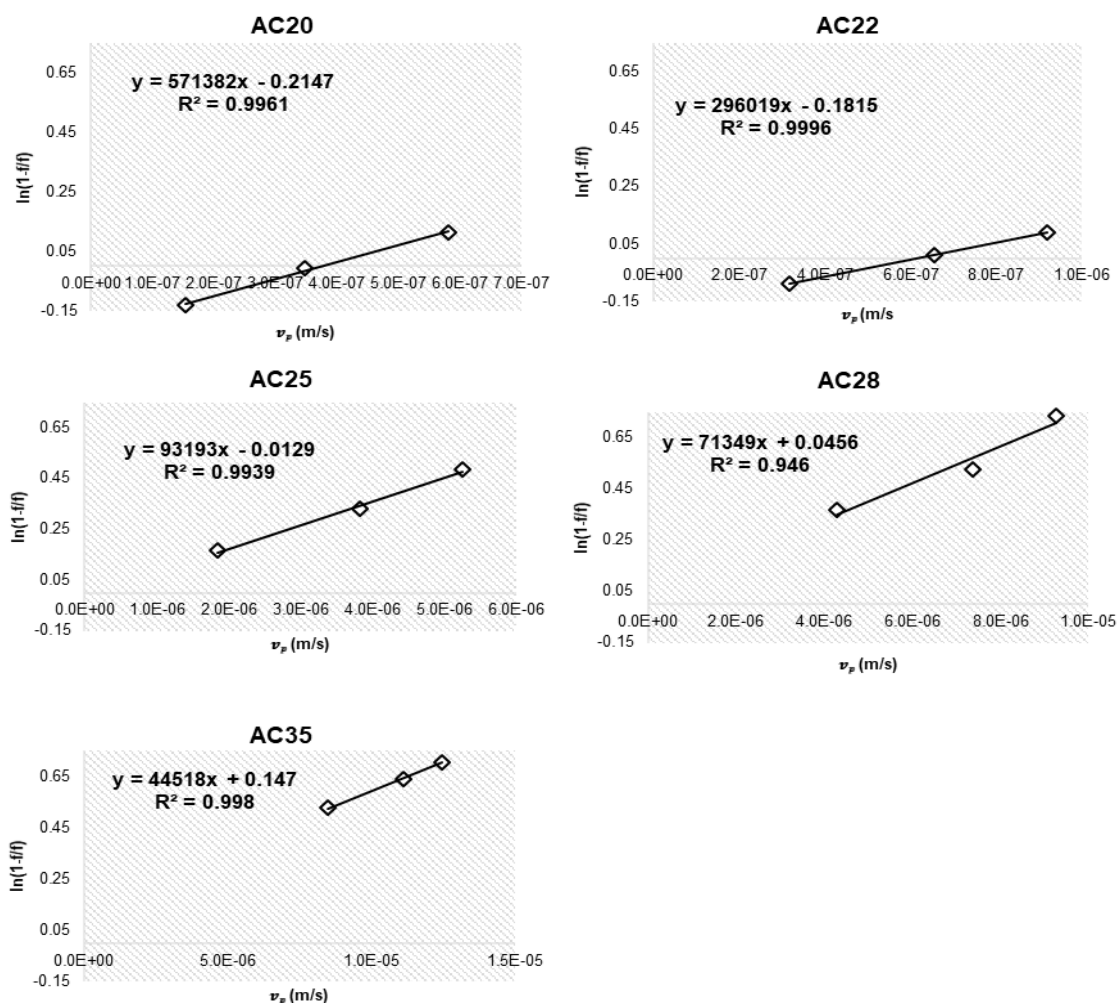 AC20
0.65
y = 571382x - 0.2147
R² = 0.9961
0.45
ln(1-f/f)
0.25
0.05
0.0E+00 1.0E-07 2.0E-07 3.0E-07 4.0E-07 5.0E-07 6.0E-07 7.0E-07
-0.15
v_p (m/s)
AC22
0.65
y = 296019x - 0.1815
R² = 0.9996
0.45
ln(1-f/f)
0.25
0.05
0.0E+00 2.0E-07 4.0E-07 6.0E-07 8.0E-07 1.0E-06
-0.15
v_p (m/s
AC25
0.65
y = 93193x - 0.0129
R² = 0.9939
0.45
ln(1-f/f)
0.25
0.05
0.0E+00 1.0E-06 2.0E-06 3.0E-06 4.0E-06 5.0E-06 6.0E-06
-0.15
v_p (m/s)
AC28
0.65
y = 71349x + 0.0456
R² = 0.946
0.45
ln(1-f/f)
0.25
0.05
0.0E+00 2.0E-06 4.0E-06 6.0E-06 8.0E-06 1.0E-05
-0.15
v_p (m/s)
AC35
0.65
y = 44518x + 0.147
R² = 0.998
0.45
ln(1-f/f)
0.25
0.05
0.0E+00 5.0E-06 1.0E-05 1.5E-05
-0.15
v_p (m/s)